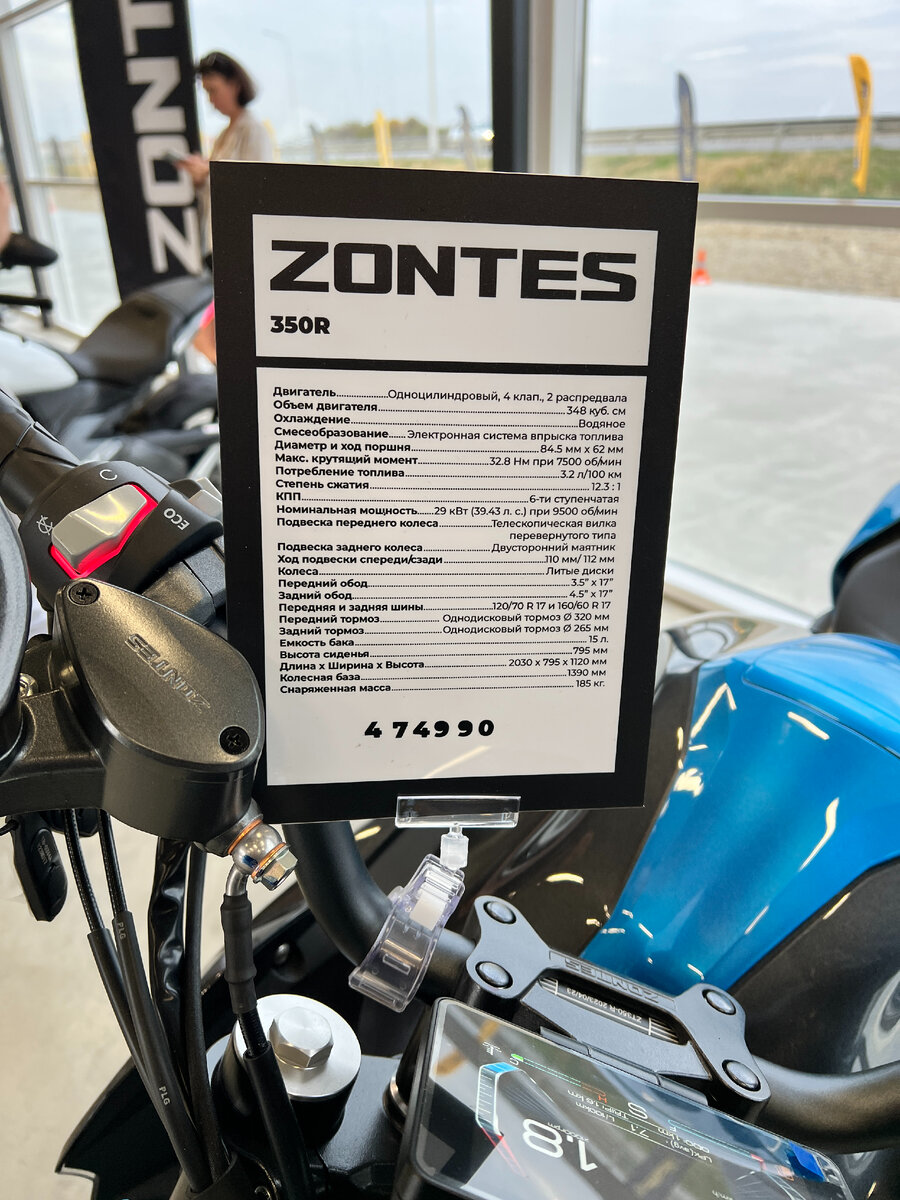 ZONT
ZONTES
350R
Двигатель..........Одноцилиндровый, 4 клап., 2 распредвала
Объем двигателя..........348 куб. см
Охлаждение..........Водяное
Смесеобразование..........Электронная система впрыска топлива
Диаметр и ход поршня..........84.5 мм x 62 мм
Макс. крутящий момент..........32.8 Нм при 7500 об/мин
Потребление топлива..........3.2 л/100 км
Степень сжатия..........12.3 : 1
КПП..........6-ти ступенчатая
Номинальная мощность..........29 кВт (39.43 л. с.) при 9500 об/мин
Подвеска переднего колеса..........Телескопическая вилка
перевернутого типа
Подвеска заднего колеса..........Двусторонний маятник
Ход подвески спереди/сзади..........110 мм/ 112 мм
Колеса..........Литые диски
Передний обод..........3.5" x 17"
Задний обод..........4.5" x 17"
Передняя и задняя шины..........120/70 R 17 и 160/60 R 17
Передний тормоз..........Однодисковый тормоз Ø 320 мм
Задний тормоз..........Однодисковый тормоз Ø 265 мм
Емкость бака..........15 л.
Высота сиденья..........795 мм
Длина x Ширина x Высота..........2030 x 795 x 1120 мм
Колесная база..........1390 мм
Снаряженная масса..........185 кг.
474990
ECO
ZONTES
PLG
PLG
ZONTES
ZT350-R 2023/04/23
1.8